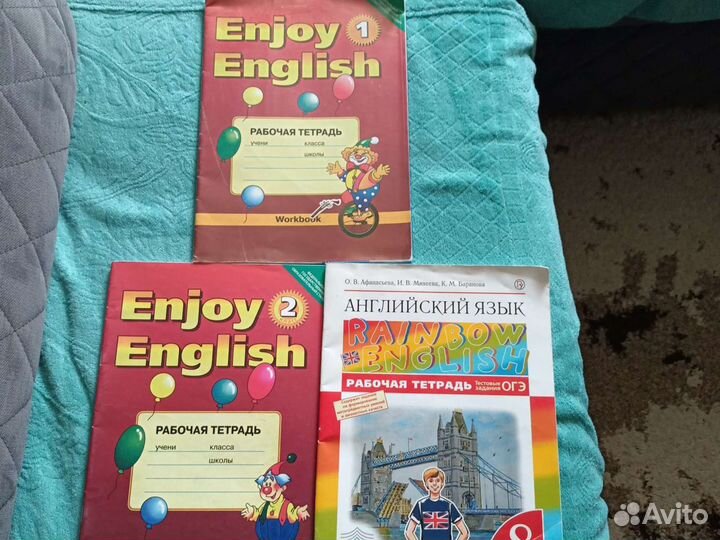 Enjoy 1
English
РАБОЧАЯ ТЕТРАДЬ
учени класса
школы
Workbook
Enjoy 2
English
РАБОЧАЯ ТЕТРАДЬ
учени класса
школы
О. В. Афанасьева, И. В. Михеева, К. М. Баранова
АНГЛИЙСКИЙ ЯЗЫК
RAINBOW
ENGLISH
РАБОЧАЯ ТЕТРАДЬ Тестовые
задания ОГЭ
Avito